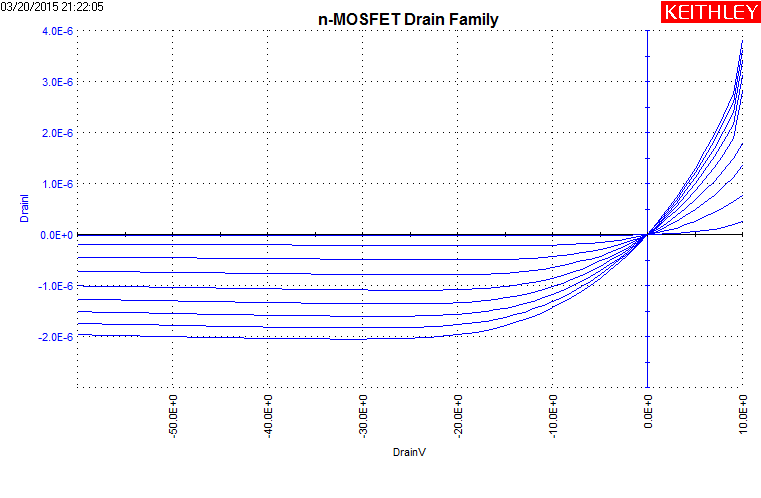 03/20/2015 21:22:05
n-MOSFET Drain Family
KEITHLEY
4.0E-6
3.0E-6
2.0E-6
1.0E-6
0.0E+0
-1.0E-6
-2.0E-6
DrainI
-50.0E+0
-40.0E+0
-30.0E+0
-20.0E+0
-10.0E+0
0.0E+0
10.0E+0
DrainV